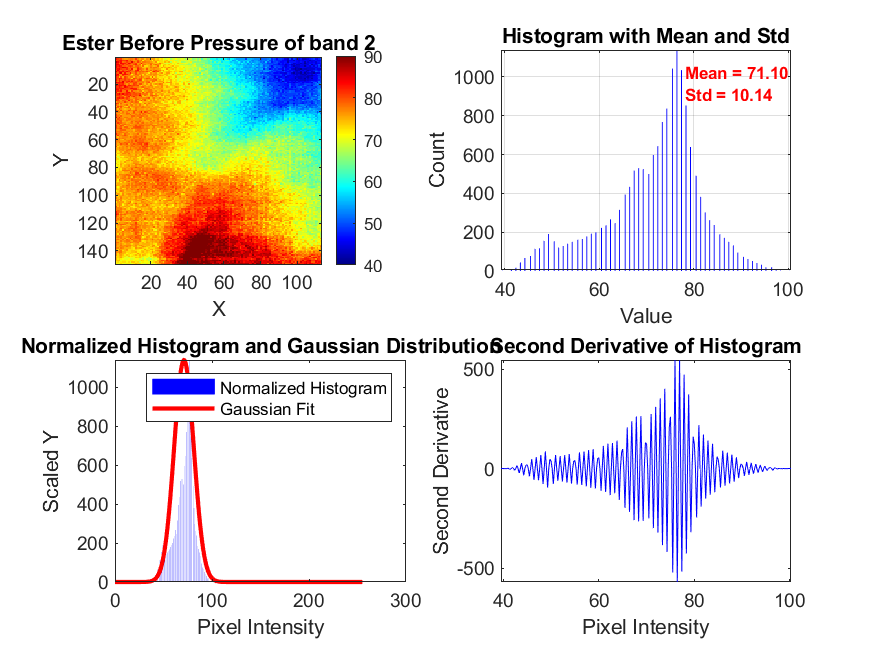 Ester Before Pressure of band 2
20
40
60
80
100
120
140
Y
20 40 60 80 100
X
90
80
70
60
50
40
Histogram with Mean and Std
Mean = 71.10
Std = 10.14
1000
800
600
400
200
0
Count
40 60 80 100
Value
Normalized Histogram and Gaussian Distribution
Normalized Histogram
Gaussian Fit
1000
800
600
400
200
0
Scaled Y
0 100 200 300
Pixel Intensity
Second Derivative of Histogram
500
0
-500
Second Derivative
40 60 80 100
Pixel Intensity